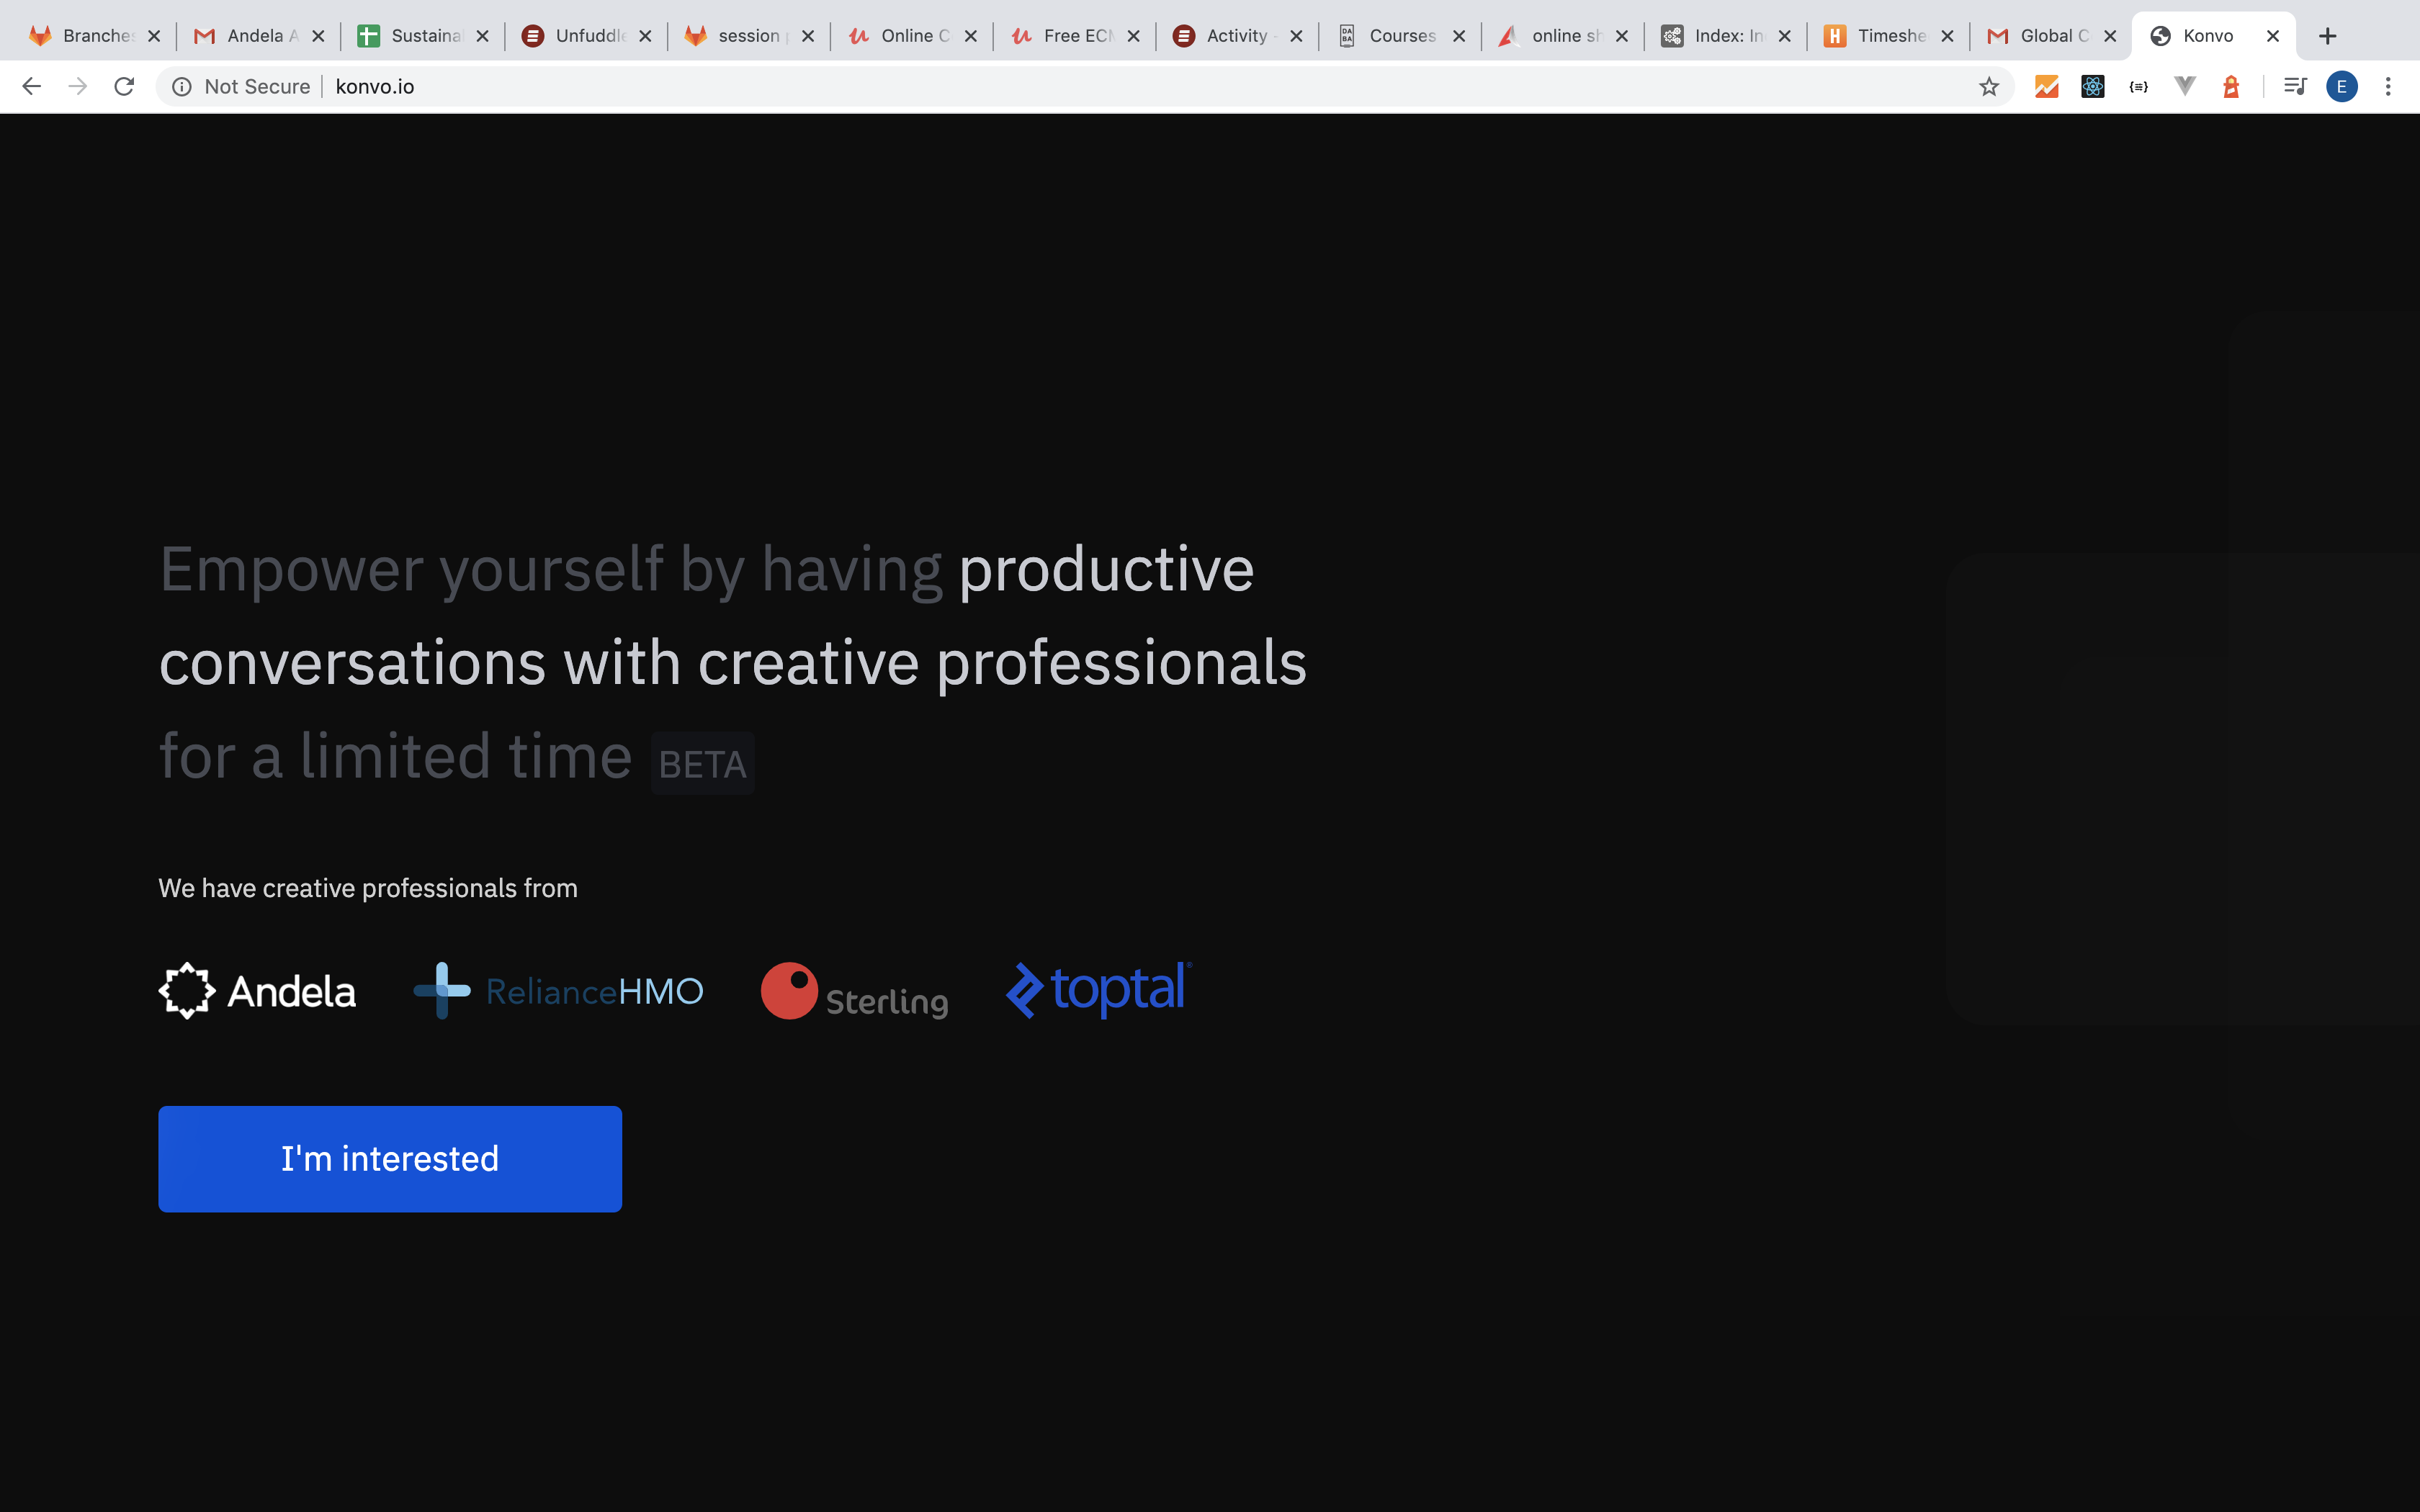 Branches
Andela A
Sustaina
Unfuddle
session
Online C
Free ECM
Activity -
Courses
online sh
Index: In
Timeshe
Global C
Konvo
Not Secure
konvo.io
E
Empower yourself by having productive
conversations with creative professionals
for a limited time BETA
We have creative professionals from
Andela
RelianceHMO
Sterling
toptal
I'm interested